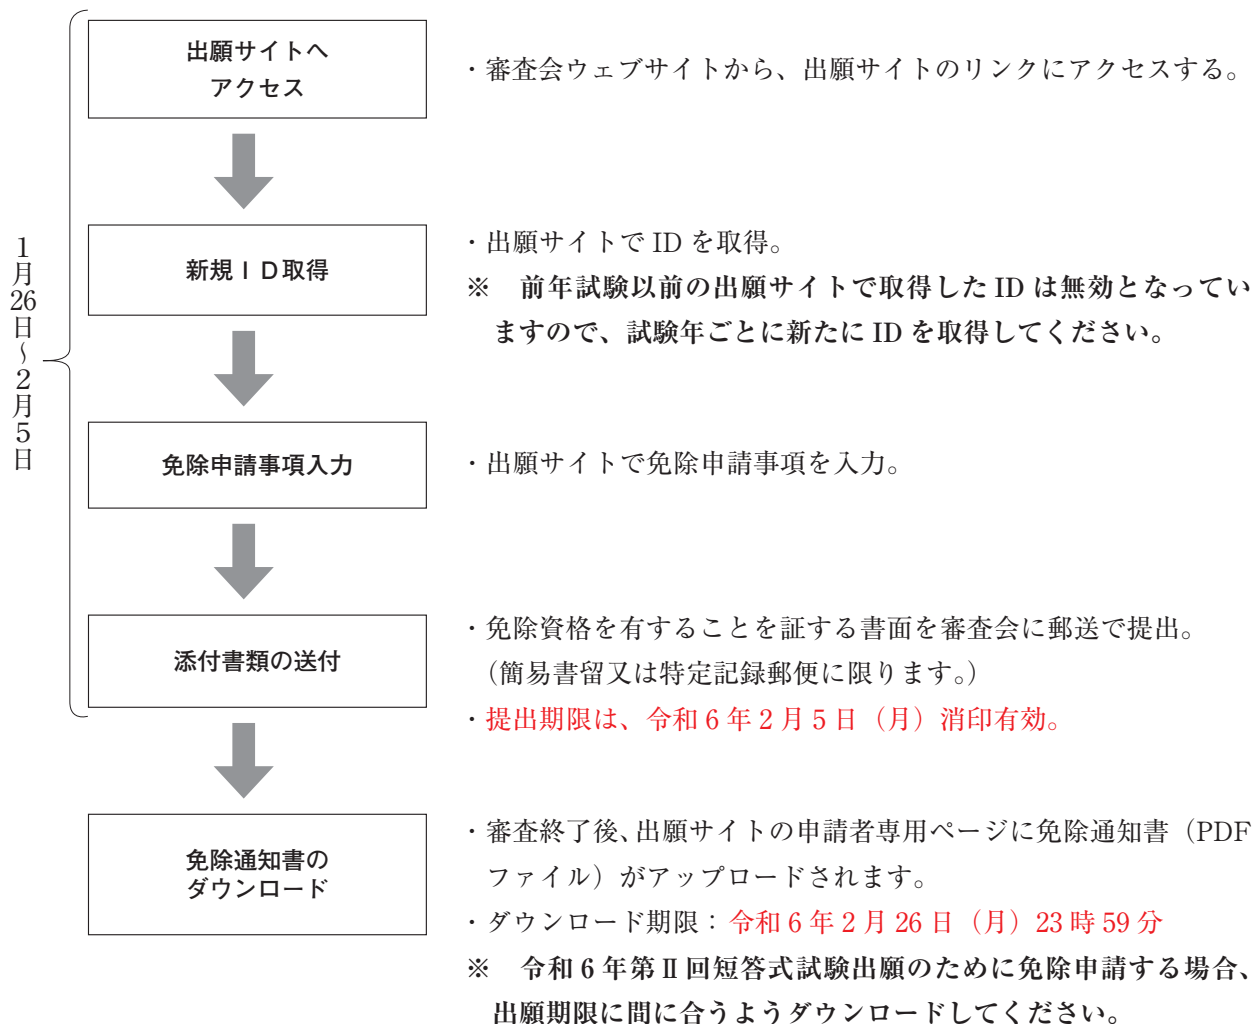 1月26日～2月5日
出願サイトへ
アクセス
・審査会ウェブサイトから、出願サイトのリンクにアクセスする。
新規ＩＤ取得
・出願サイトで ID を取得。
※　前年試験以前の出願サイトで取得した ID は無効となってい
ますので、試験年ごとに新たに ID を取得してください。
免除申請事項入力
・出願サイトで免除申請事項を入力。
添付書類の送付
・免除資格を有することを証する書面を審査会に郵送で提出。
（簡易書留又は特定記録郵便に限ります。）
・提出期限は、令和 6 年 2 月 5 日（月）消印有効。
免除通知書の
ダウンロード
・審査終了後、出願サイトの申請者専用ページに免除通知書（PDF
ファイル）がアップロードされます。
・ダウンロード期限：令和 6 年 2 月 26 日（月）23 時 59 分
※　令和 6 年第Ⅱ回短答式試験出願のために免除申請する場合、
出願期限に間に合うようダウンロードしてください。